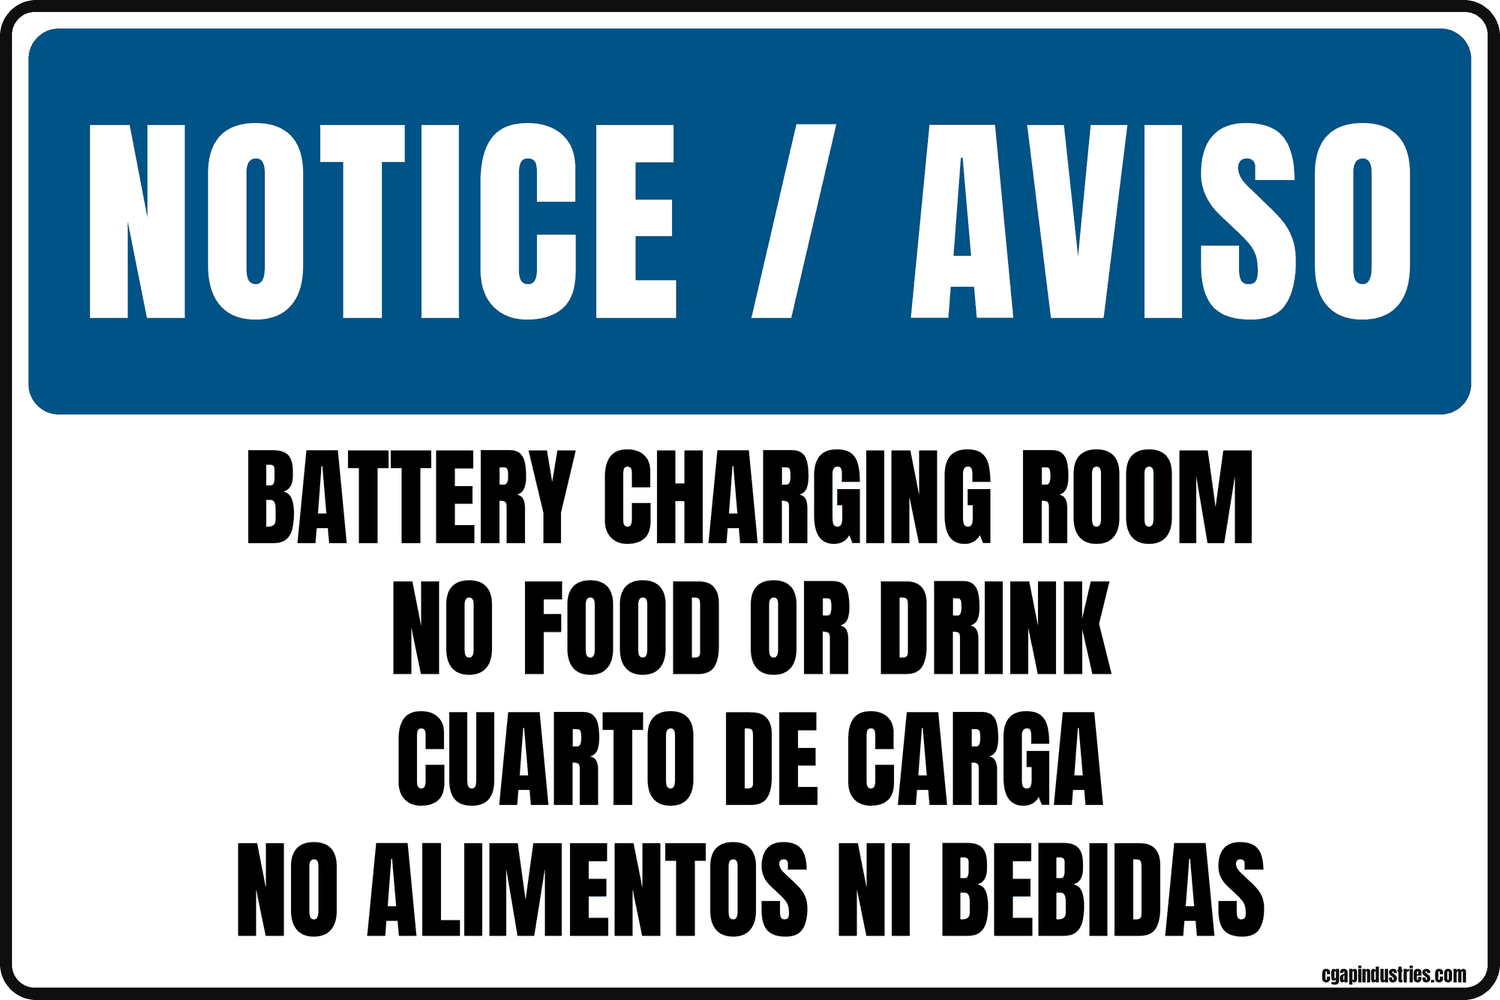 NOTICE / AVISO
BATTERY CHARGING ROOM
NO FOOD OR DRINK
CUARTO DE CARGA
NO ALIMENTOS NI BEBIDAS
cgapindustries.com